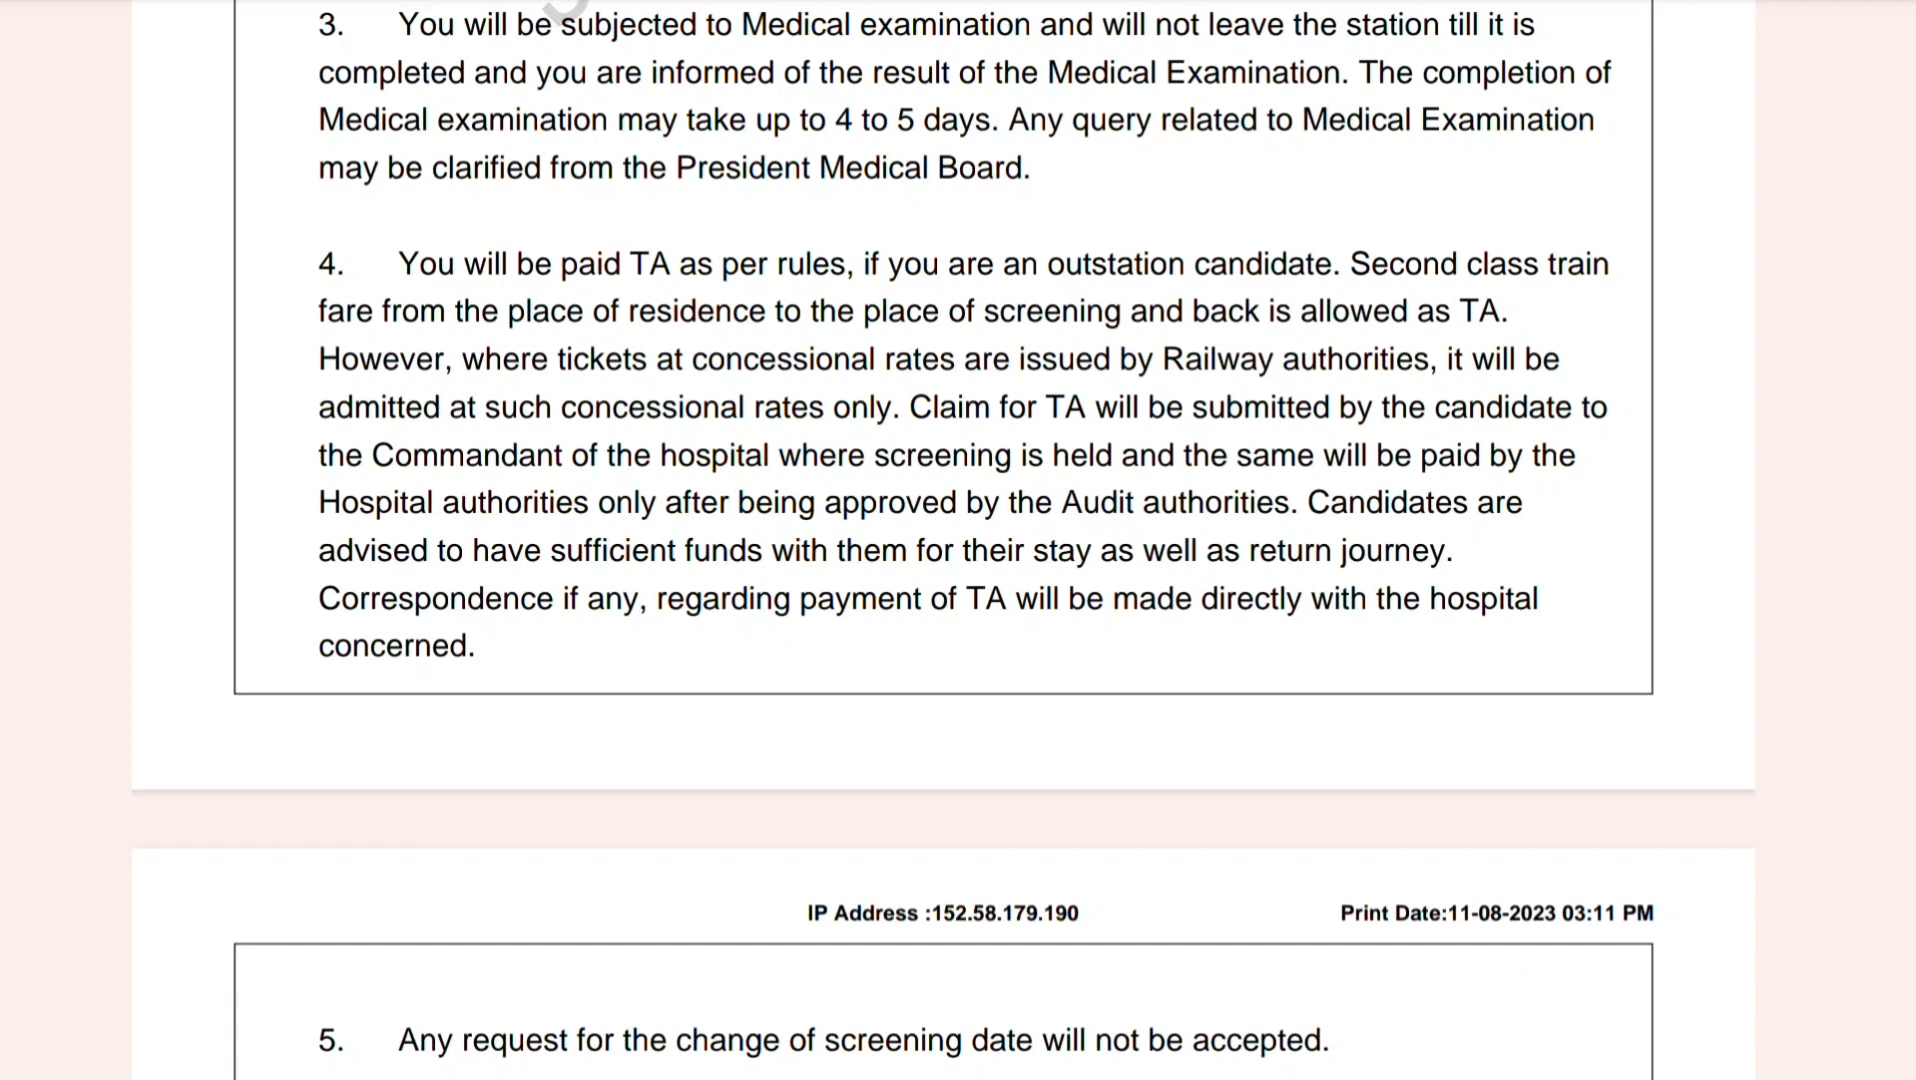 3. You will be subjected to Medical examination and will not leave the station till it is
completed and you are informed of the result of the Medical Examination. The completion of
Medical examination may take up to 4 to 5 days. Any query related to Medical Examination
may be clarified from the President Medical Board.
4. You will be paid TA as per rules, if you are an outstation candidate. Second class train
fare from the place of residence to the place of screening and back is allowed as TA.
However, where tickets at concessional rates are issued by Railway authorities, it will be
admitted at such concessional rates only. Claim for TA will be submitted by the candidate to
the Commandant of the hospital where screening is held and the same will be paid by the
Hospital authorities only after being approved by the Audit authorities. Candidates are
advised to have sufficient funds with them for their stay as well as return journey.
Correspondence if any, regarding payment of TA will be made directly with the hospital
concerned.
IP Address :152.58.179.190 Print Date:11-08-2023 03:11 PM
5. Any request for the change of screening date will not be accepted.